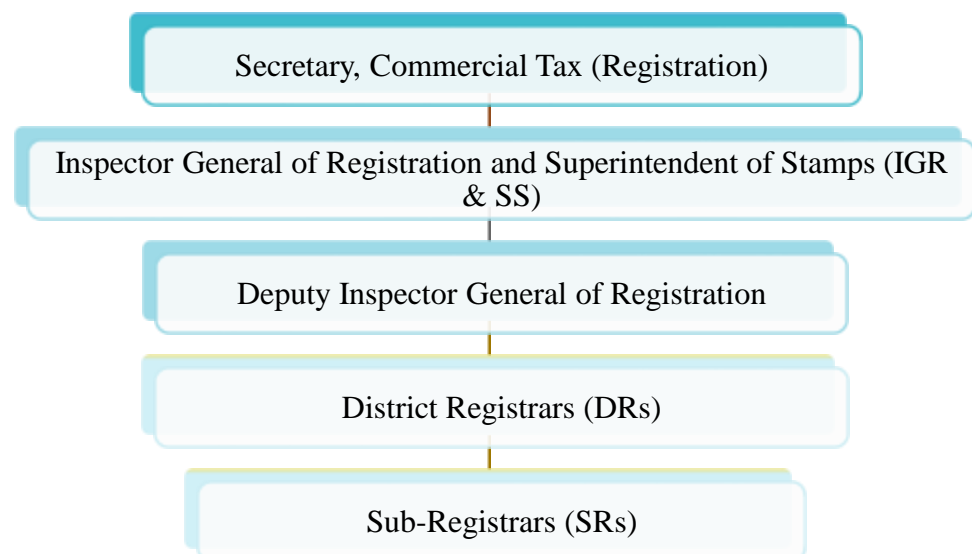 Secretary, Commercial Tax (Registration)
Inspector General of Registration and Superintendent of Stamps (IGR
& SS)
Deputy Inspector General of Registration
District Registrars (DRs)
Sub-Registrars (SRs)